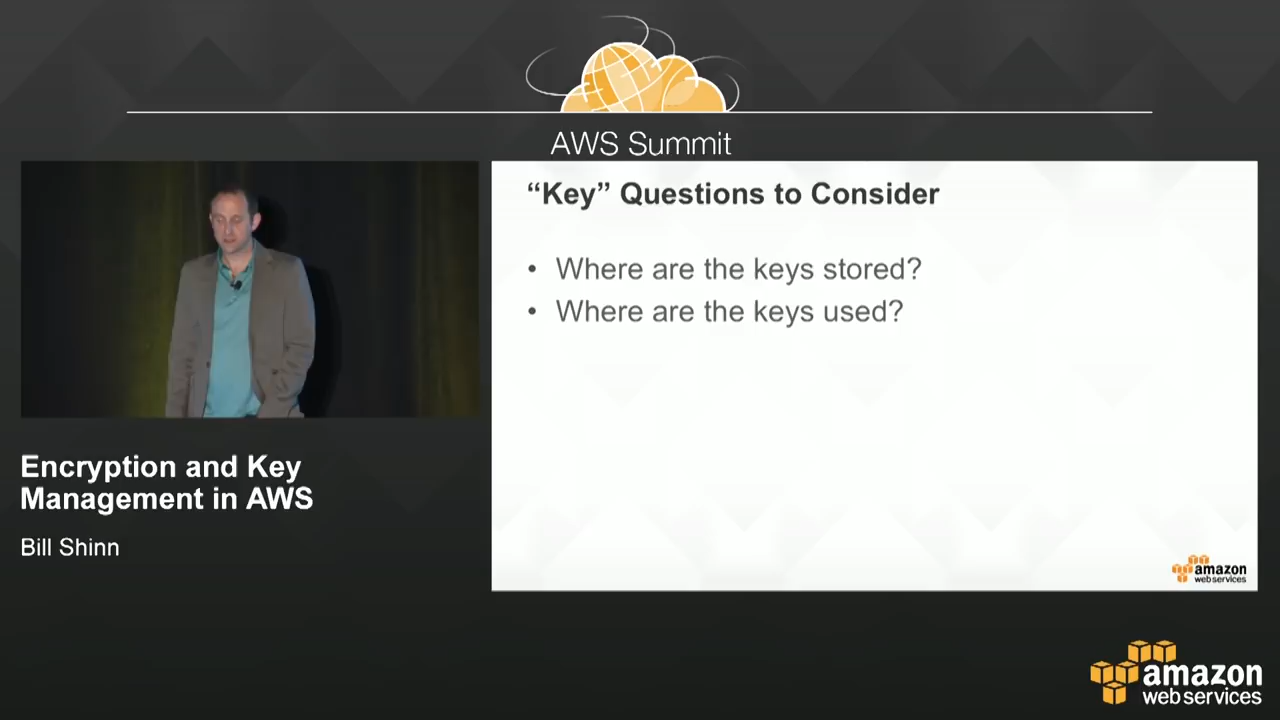 AWS Summit
“Key” Questions to Consider
• Where are the keys stored?
• Where are the keys used?
amazon
web services
Encryption and Key
Management in AWS
Bill Shinn
amazon
web services